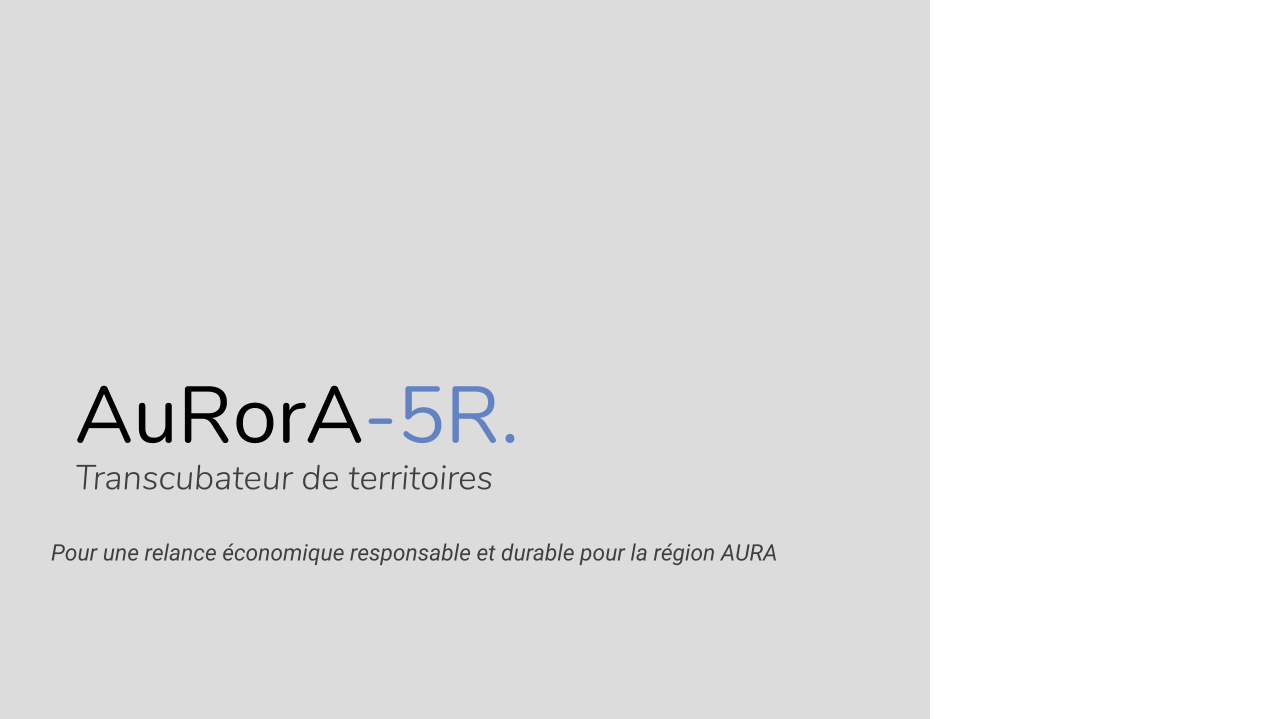 AuRorA-5R.
Transcubateur de territoires
Pour une relance économique responsable et durable pour la région AURA